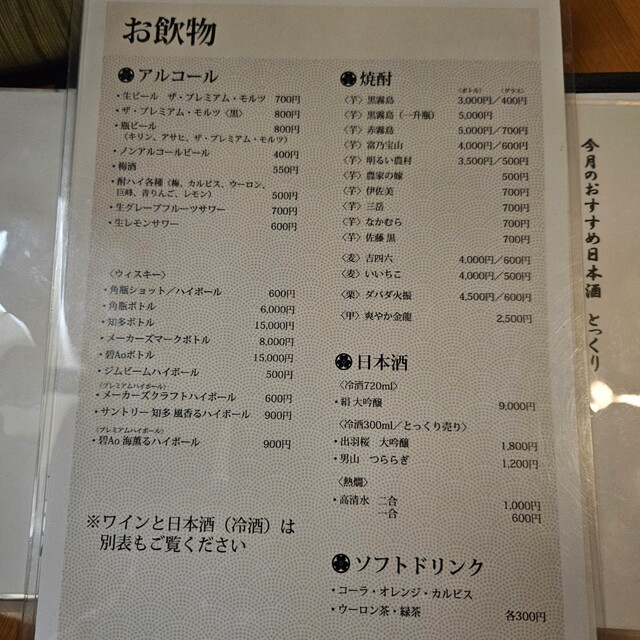 お飲物
アルコール
・生ビール ザ・プレミアム・モルツ 700円
・ザ・プレミアム・モルツ〈黒〉 800円
・瓶ビール 800円
（キリン、アサヒ、ザ・プレミアム・モルツ）
・ノンアルコールビール 400円
・梅酒 550円
・酎ハイ各種（梅、カルピス、ウーロン、
巨峰、青りんご、レモン） 500円
・生グレープフルーツサワー 700円
・生レモンサワー 600円
〈ウィスキー〉
・角瓶ショット／ハイボール 600円
・角瓶ボトル 6,000円
・知多ボトル 15,000円
・メーカーズマークボトル 8,000円
・碧Aoボトル 15,000円
・ジムビームハイボール 500円
〈プレミアムハイボール〉
・メーカーズクラフトハイボール 600円
・サントリー 知多 風香るハイボール 900円
〈プレミアムハイボール〉
・碧Ao 海薫るハイボール 900円
※ワインと日本酒（冷酒）は
別表もご覧ください
焼酎
〈ボトル〉 〈グラス〉
〈芋〉黒霧島 3,000円／400円
〈芋〉黒霧島（一升瓶） 5,000円
〈芋〉赤霧島 5,000円／700円
〈芋〉富乃宝山 4,000円／600円
〈芋〉明るい農村 3,500円／500円
〈芋〉農家の嫁 500円
〈芋〉伊佐美 700円
〈芋〉三岳 700円
〈芋〉なかむら 700円
〈芋〉佐藤 黒 700円
〈麦〉吉四六 4,000円／600円
〈麦〉いいちこ 4,000円／500円
〈栗〉ダバダ火振 4,500円／600円
〈甲〉爽やか金龍 2,500円
日本酒
〈冷酒720ml〉
・絹 大吟醸 9,000円
〈冷酒300ml／とっくり売り〉
・出羽桜 大吟醸 1,800円
・男山 つららぎ 1,200円
〈熱燗〉
・高清水 二合 1,000円
一合 600円
ソフトドリンク
・コーラ・オレンジ・カルピス
・ウーロン茶・緑茶 各300円
今月のおすすめ日本酒 とっくり